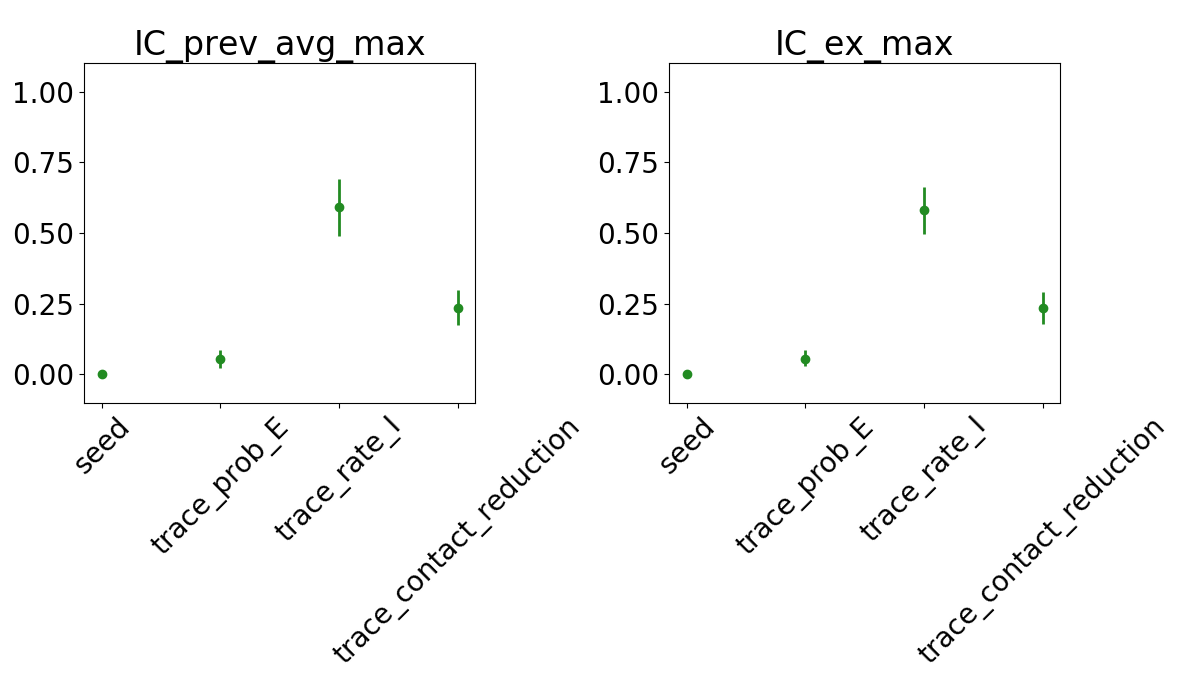 IC_prev_avg_max
1.00
0.75
0.50
0.25
0.00
seed
trace_prob_E
trace_rate_I
trace_contact_reduction
IC_ex_max
1.00
0.75
0.50
0.25
0.00
seed
trace_prob_E
trace_rate_I
trace_contact_reduction